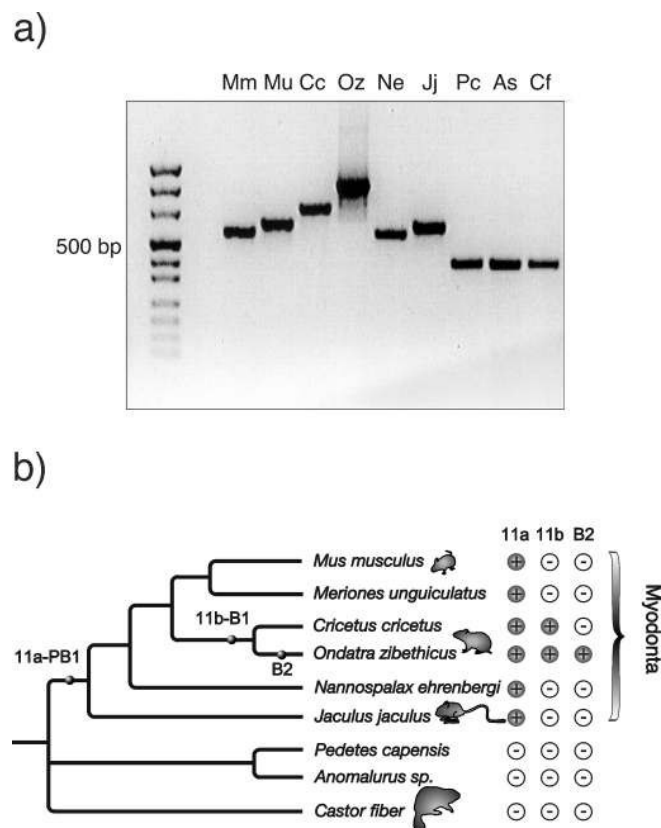 a)
Mm Mu Cc Oz Ne Jj Pc As Cf
500 bp
b)
11a 11b B2
Mus musculus + - -
Meriones unguiculatus + - -
11b-B1
Cricetus cricetus + + -
Ondatra zibethicus + + +
B2
11a-PB1
Nannospalax ehrenbergi + - -
Jaculus jaculus + - -
Pedetes capensis - - -
Anomalurus sp. - - -
Castor fiber - - -
Myodonta